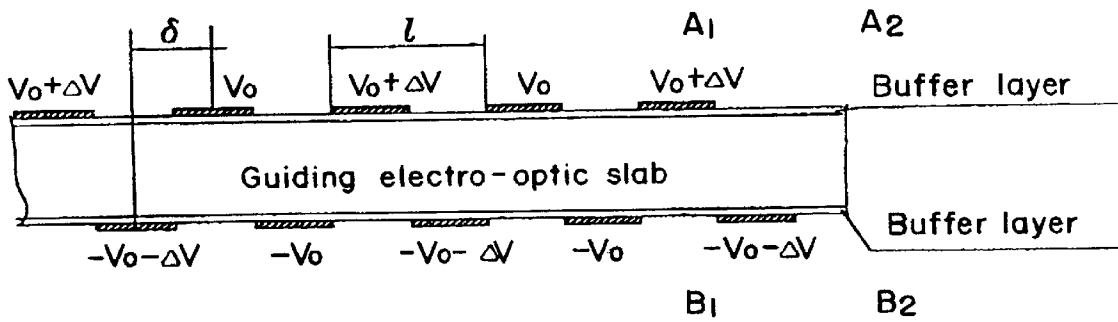 δ l A₁ A₂
V₀+ΔV V₀ V₀+ΔV V₀ V₀+ΔV Buffer layer
Guiding electro-optic slab
Buffer layer
-V₀-ΔV -V₀ -V₀-ΔV -V₀ -V₀-ΔV
B₁ B₂